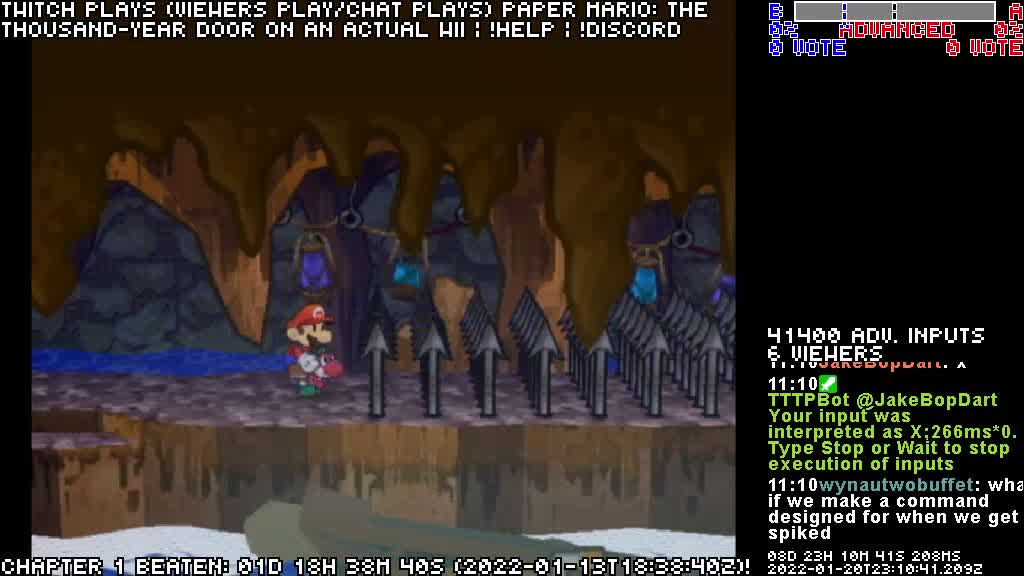 TWITCH PLAYS (VIEWERS PLAY/CHAT PLAYS) PAPER MARIO: THE
THOUSAND-YEAR DOOR ON AN ACTUAL WII ¦ !HELP ¦ !DISCORD
B A
0% ADVANCED 0%
0 VOTE 0 VOTE
41400 ADV. INPUTS
6 VIEWERS
11:10JakeBopDart: x
11:10
TTTPBot @JakeBopDart
Your input was
interpreted as X;266ms*0.
Type Stop or Wait to stop
execution of inputs
11:10wynautwobuffet: wha
if we make a command
designed for when we get
spiked
08D 23H 10M 41S 208MS
2022-01-20T23:10:41.209Z
CHAPTER 1 BEATEN: 01D 18H 38M 40S (2022-01-13T18:38:40Z)!